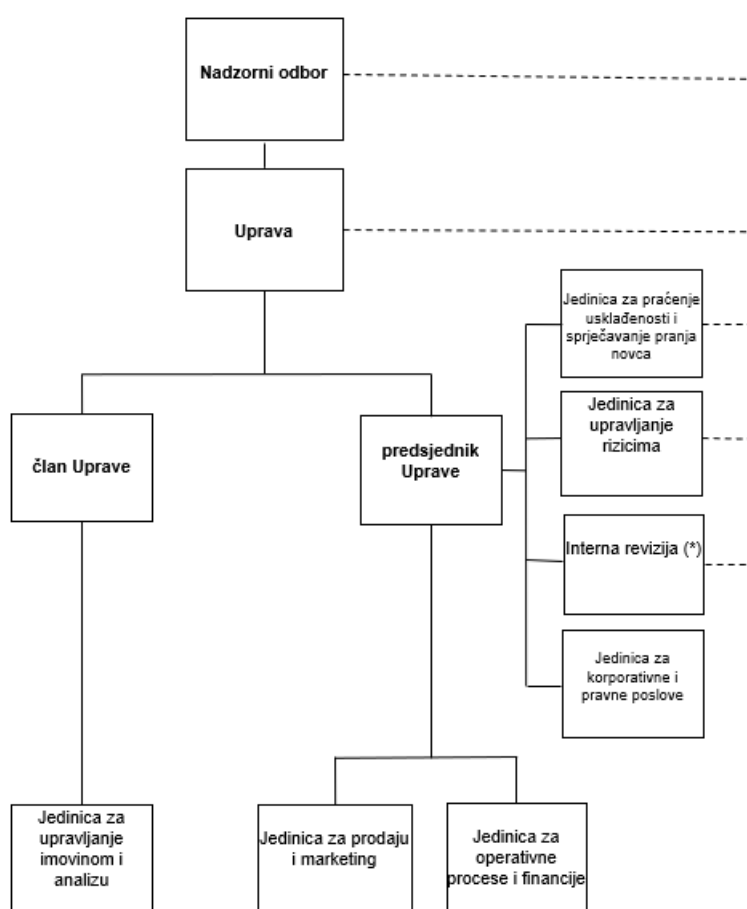 Nadzorni odbor
Uprava
Jedinica za praćenje
usklađenosti i
sprječavanje pranja
novca
Jedinica za
upravljanje
rizicima
član Uprave
predsjednik
Uprave
Interna revizija (*)
Jedinica za
korporativne i
pravne poslove
Jedinica za
upravljanje
imovinom i
analizu
Jedinica za prodaju
i marketing
Jedinica za
operativne
procese i financije